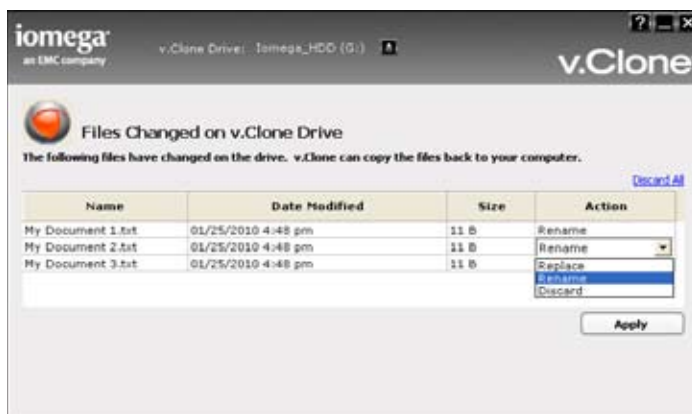 iomega
an EMC company
v.Clone Drive: Iomega_HDD (G:)
?
v.Clone
Files Changed on v.Clone Drive
The following files have changed on the drive. v.Clone can copy the files back to your computer.
Discard All
Name Date Modified Size Action
My Document 1.txt 01/25/2010 4:48 pm 11 B Rename
My Document 2.txt 01/25/2010 4:48 pm 11 B Rename
My Document 3.txt 01/25/2010 4:48 pm 11 B Replace
Rename
Discard
Apply